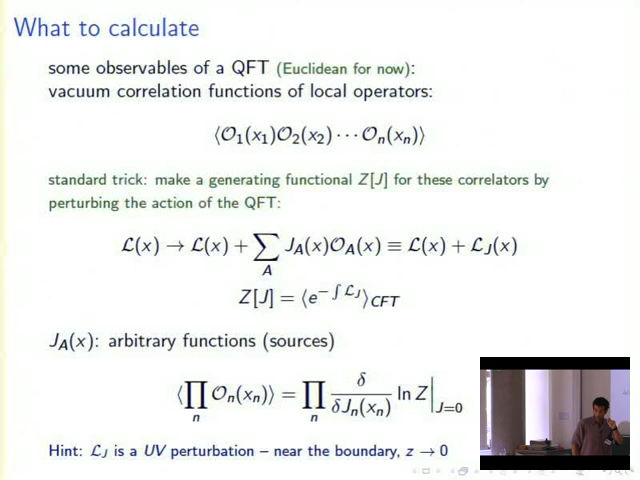 What to calculate
some observables of a QFT (Euclidean for now):
vacuum correlation functions of local operators:
⟨𝒪₁(x₁)𝒪₂(x₂) ··· 𝒪ₙ(xₙ)⟩
standard trick: make a generating functional Z[J] for these correlators by
perturbing the action of the QFT:
ℒ(x) → ℒ(x) + ∑_A J_A(x)𝒪_A(x) ≡ ℒ(x) + ℒ_J(x)
Z[J] = ⟨e^{−∫ ℒ_J}⟩_CFT
J_A(x): arbitrary functions (sources)
⟨∏_n 𝒪ₙ(xₙ)⟩ = ∏_n δ/δJₙ(xₙ) ln Z|_{J=0}
Hint: ℒ_J is a UV perturbation – near the boundary, z → 0